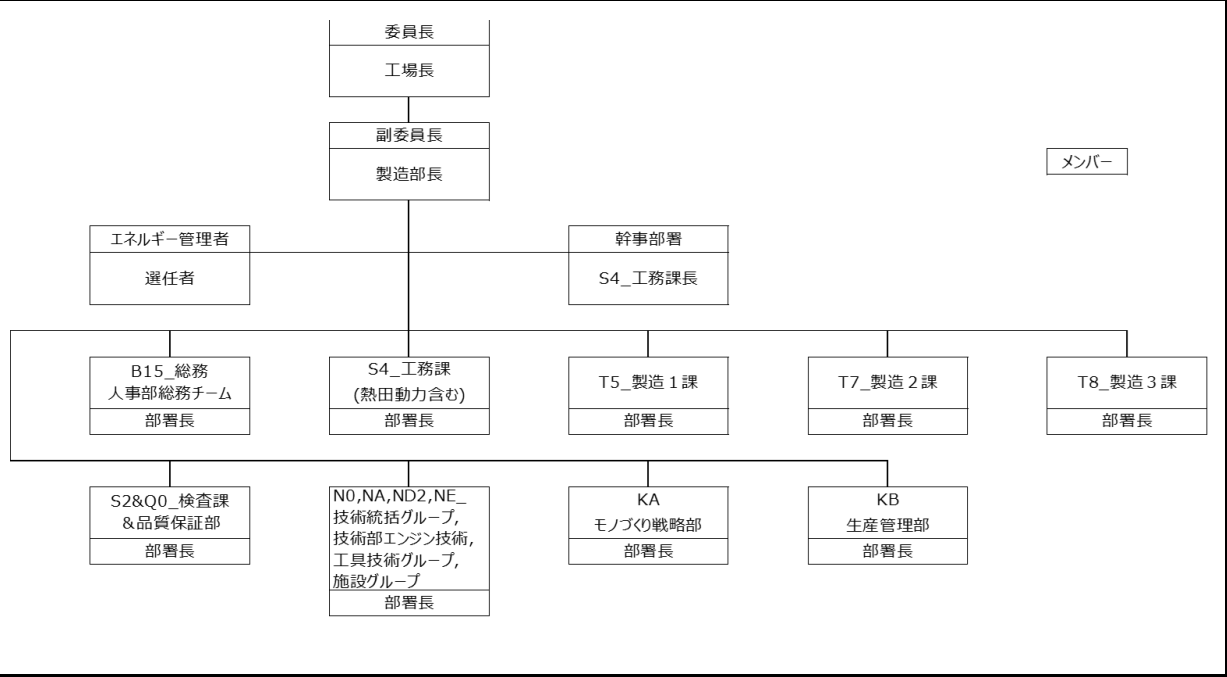 委員長
工場長
副委員長
製造部長
メンバー
エネルギー管理者
選任者
幹事部署
S4_工務課長
B15_総務
人事部総務チーム
部署長
S4_工務課
(熱田動力含む)
部署長
T5_製造１課
部署長
T7_製造２課
部署長
T8_製造３課
部署長
S2&Q0_検査課
&品質保証部
部署長
N0,NA,ND2,NE_
技術統括グループ,
技術部エンジン技術,
工具技術グループ,
施設グループ
部署長
KA
モノづくり戦略部
部署長
KB
生産管理部
部署長